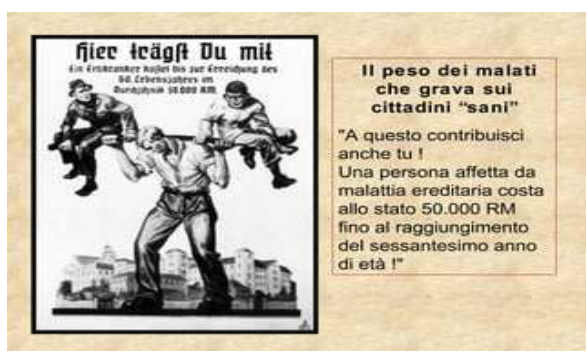 Hier trägst Du mit
Ein Erbkranker kostet bis zur Erreichung des
60. Lebensjahres im
Durchschnitt 50.000 RM.
Il peso dei malati
che grava sui
cittadini “sani”
"A questo contribuisci
anche tu !
Una persona affetta da
malattia ereditaria costa
allo stato 50.000 RM
fino al raggiungimento
del sessantesimo anno
di età !"